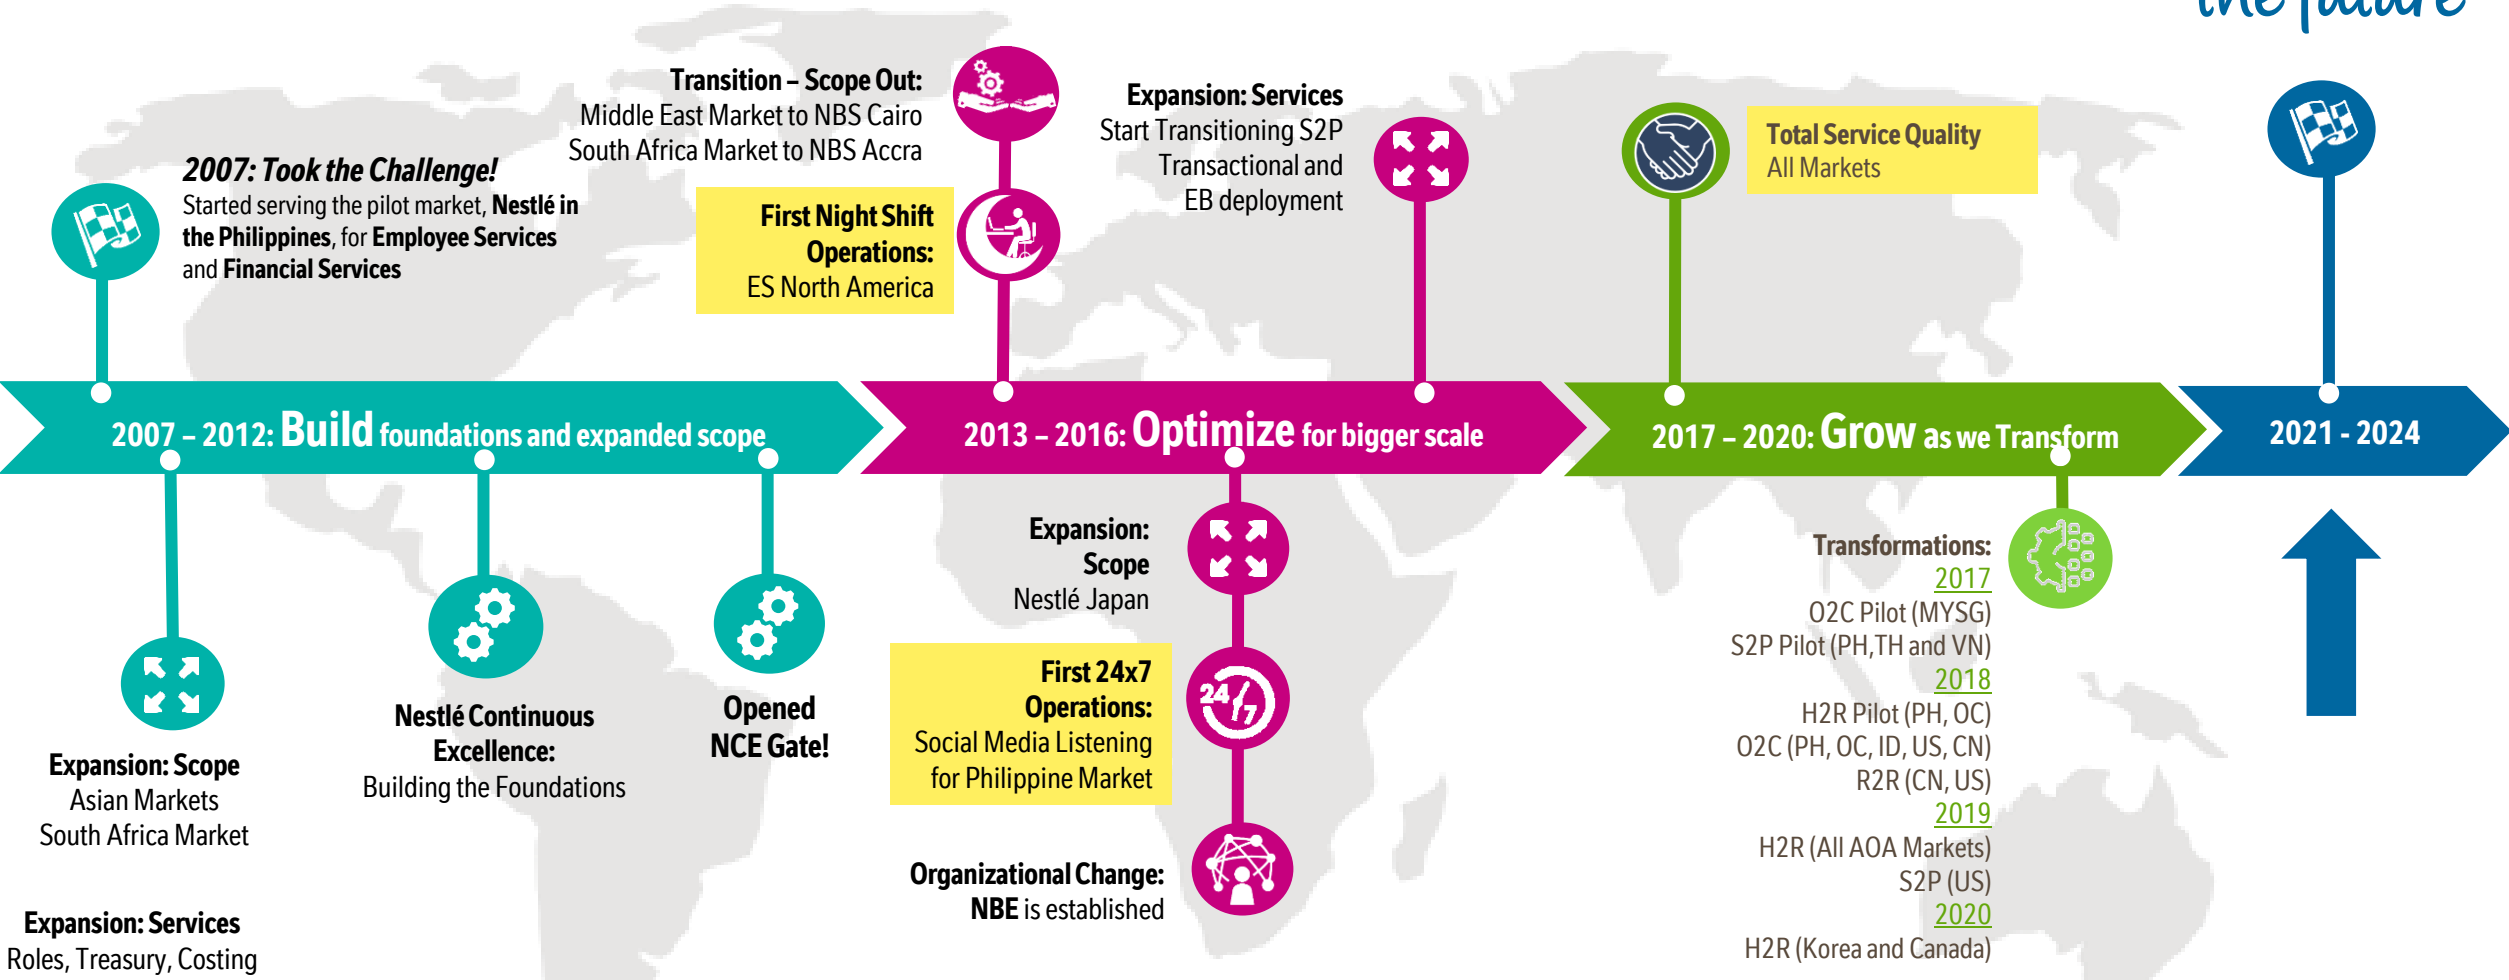 the future
Transition – Scope Out:
Middle East Market to NBS Cairo
South Africa Market to NBS Accra
Expansion: Services
Start Transitioning S2P
Transactional and
EB deployment
Total Service Quality
All Markets
2007: Took the Challenge!
Started serving the pilot market, Nestlé in
the Philippines, for Employee Services
and Financial Services
First Night Shift
Operations:
ES North America
2007 – 2012: Build foundations and expanded scope
2013 – 2016: Optimize for bigger scale
2017 – 2020: Grow as we Transform
2021 - 2024
Expansion: Scope
Asian Markets
South Africa Market
Expansion: Services
Roles, Treasury, Costing
Nestlé Continuous
Excellence:
Building the Foundations
Opened
NCE Gate!
Expansion:
Scope
Nestlé Japan
First 24x7
Operations:
Social Media Listening
for Philippine Market
24/7
Organizational Change:
NBE is established
Transformations:
2017
O2C Pilot (MYSG)
S2P Pilot (PH,TH and VN)
2018
H2R Pilot (PH, OC)
O2C (PH, OC, ID, US, CN)
R2R (CN, US)
2019
H2R (All AOA Markets)
S2P (US)
2020
H2R (Korea and Canada)